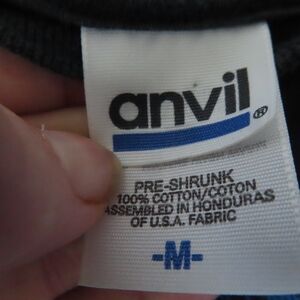 anvil®
PRE-SHRUNK
100% COTTON/COTON
ASSEMBLED IN HONDURAS
OF U.S.A. FABRIC
-M-